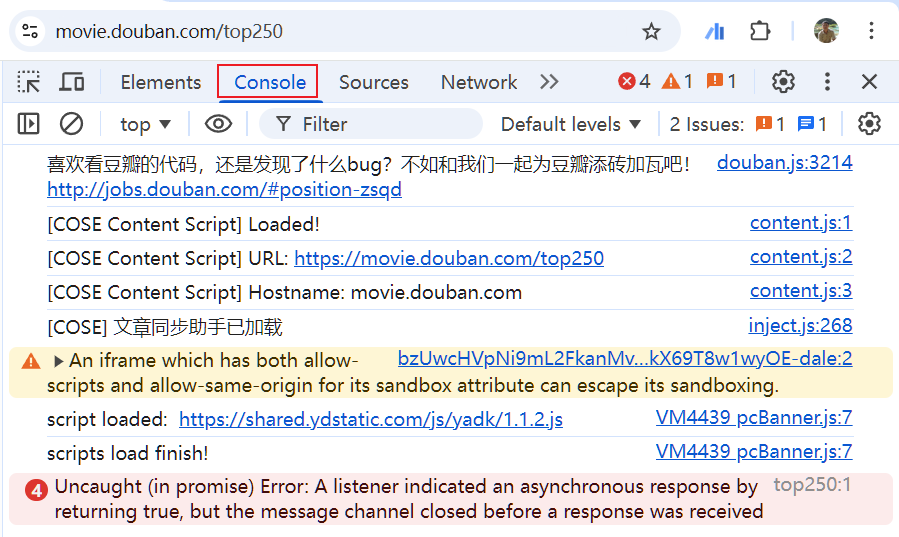 movie.douban.com/top250
Elements Console Sources Network 4 1 1
top Filter Default levels 2 Issues: 1 1
喜欢看豆瓣的代码，还是发现了什么bug？不如和我们一起为豆瓣添砖加瓦吧！ douban.js:3214
http://jobs.douban.com/#position-zsqd
[COSE Content Script] Loaded! content.js:1
[COSE Content Script] URL: https://movie.douban.com/top250 content.js:2
[COSE Content Script] Hostname: movie.douban.com content.js:3
[COSE] 文章同步助手已加载 inject.js:268
An iframe which has both allow- bzUwcHVpNi9mL2FkanMv…kX69T8w1wyOE-dale:2
scripts and allow-same-origin for its sandbox attribute can escape its sandboxing.
script loaded: https://shared.ydstatic.com/js/yadk/1.1.2.js VM4439 pcBanner.js:7
scripts load finish! VM4439 pcBanner.js:7
4 Uncaught (in promise) Error: A listener indicated an asynchronous response by top250:1
returning true, but the message channel closed before a response was received